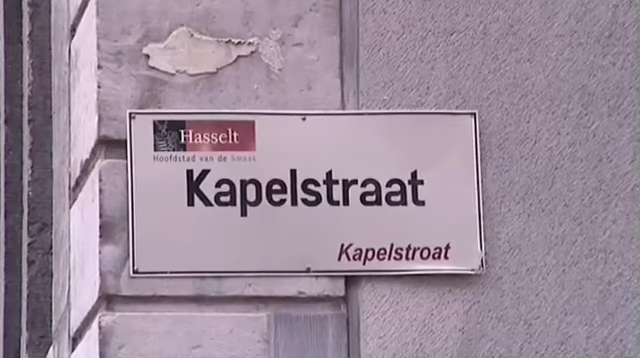 Hasselt
Hoofdstad van de Smaak
Kapelstraat
Kapelstroat